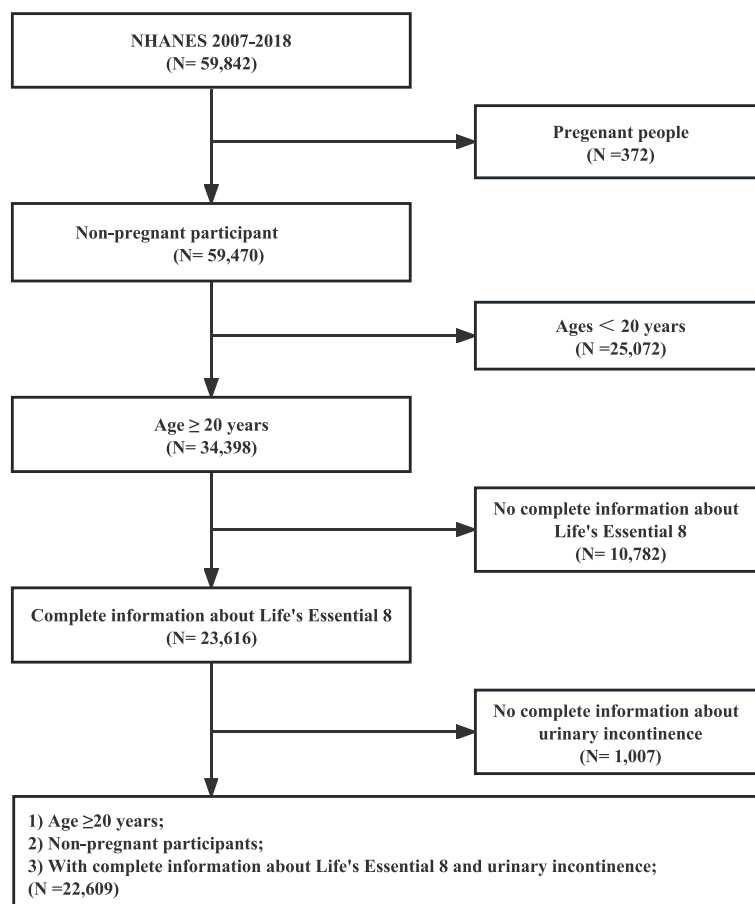 NHANES 2007-2018
(N= 59,842)
Pregenant people
(N =372)
Non-pregnant participant
(N= 59,470)
Ages < 20 years
(N =25,072)
Age ≥ 20 years
(N= 34,398)
No complete information about
Life's Essential 8
(N= 10,782)
Complete information about Life's Essential 8
(N= 23,616)
No complete information about
urinary incontinence
(N= 1,007)
1) Age ≥20 years;
2) Non-pregnant participants;
3) With complete information about Life's Essential 8 and urinary incontinence;
(N =22,609)